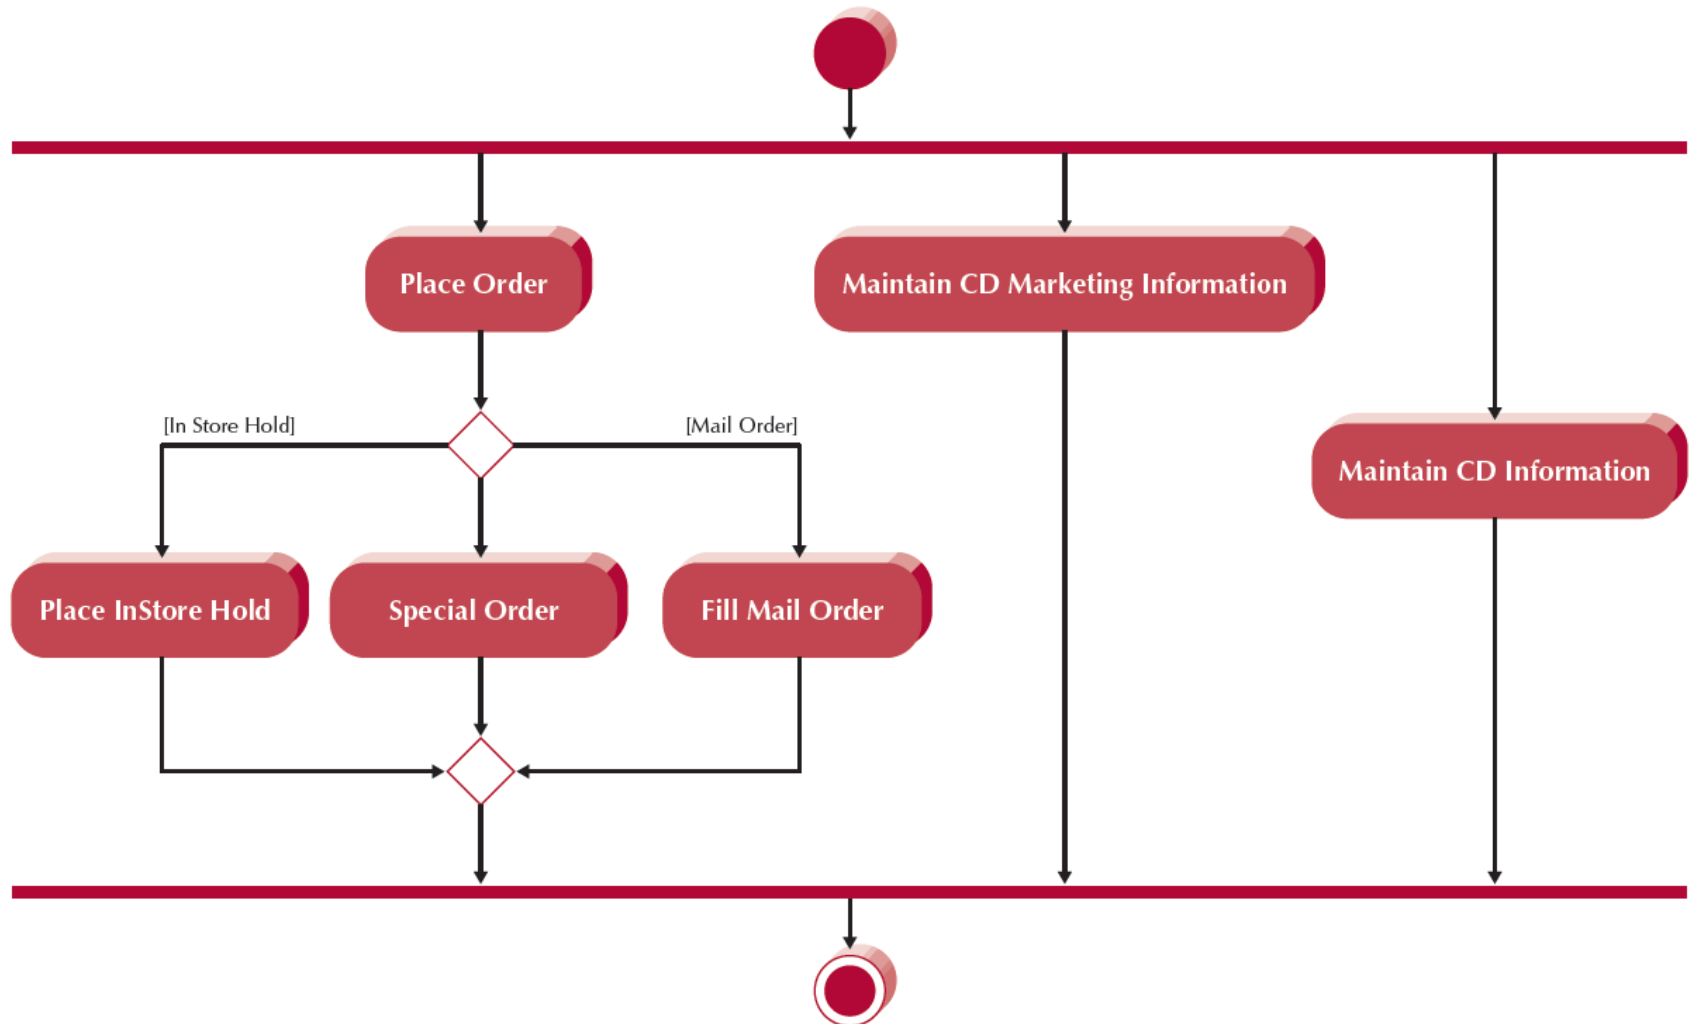 Place Order
Maintain CD Marketing Information
[In Store Hold]
[Mail Order]
Maintain CD Information
Place InStore Hold
Special Order
Fill Mail Order